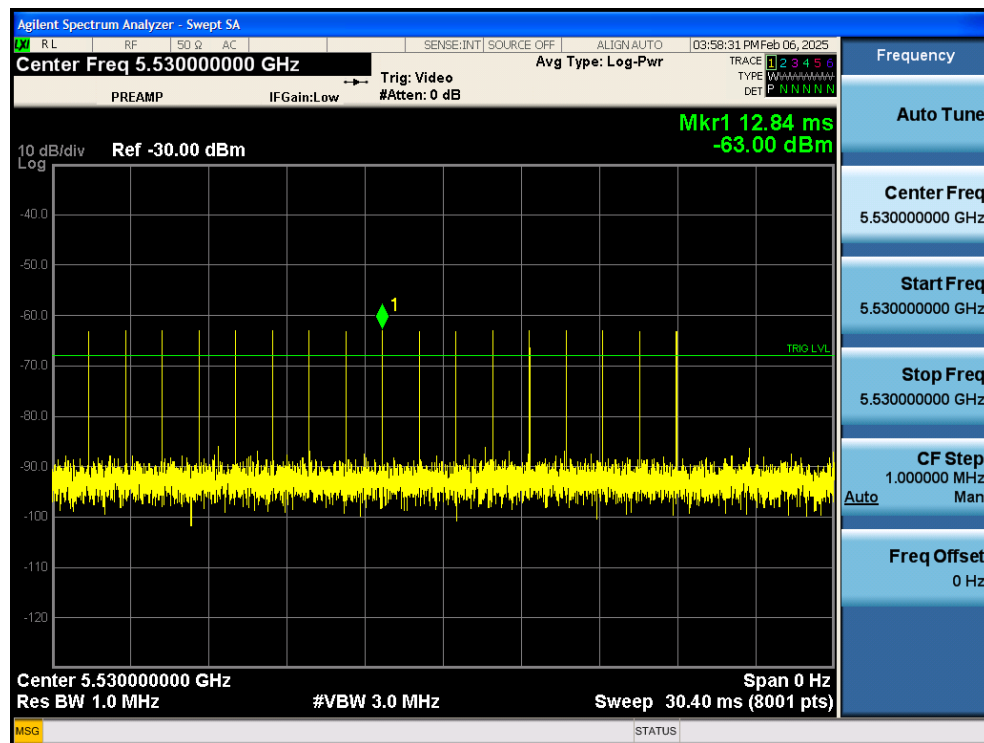 Agilent Spectrum Analyzer - Swept SA
LXI RL RF 50 Ω AC SENSE:INT SOURCE OFF ALIGNAUTO 03:58:31 PMFeb 06, 2025
Center Freq 5.530000000 GHz
Avg Type: Log-Pwr
TRACE 1 2 3 4 5 6
Trig: Video
TYPE WWWWWW
PREAMP IFGain:Low #Atten: 0 dB
DET P N N N N N
Mkr1 12.84 ms
-63.00 dBm
10 dB/div Ref -30.00 dBm
Log
-40.0
-50.0
1
-60.0
TRIG LVL
-70.0
-80.0
-90.0
-100
-110
-120
Center 5.530000000 GHz Span 0 Hz
Res BW 1.0 MHz #VBW 3.0 MHz Sweep 30.40 ms (8001 pts)
MSG STATUS
Frequency
Auto Tune
Center Freq
5.530000000 GHz
Start Freq
5.530000000 GHz
Stop Freq
5.530000000 GHz
CF Step
1.000000 MHz
Auto Man
Freq Offset
0 Hz